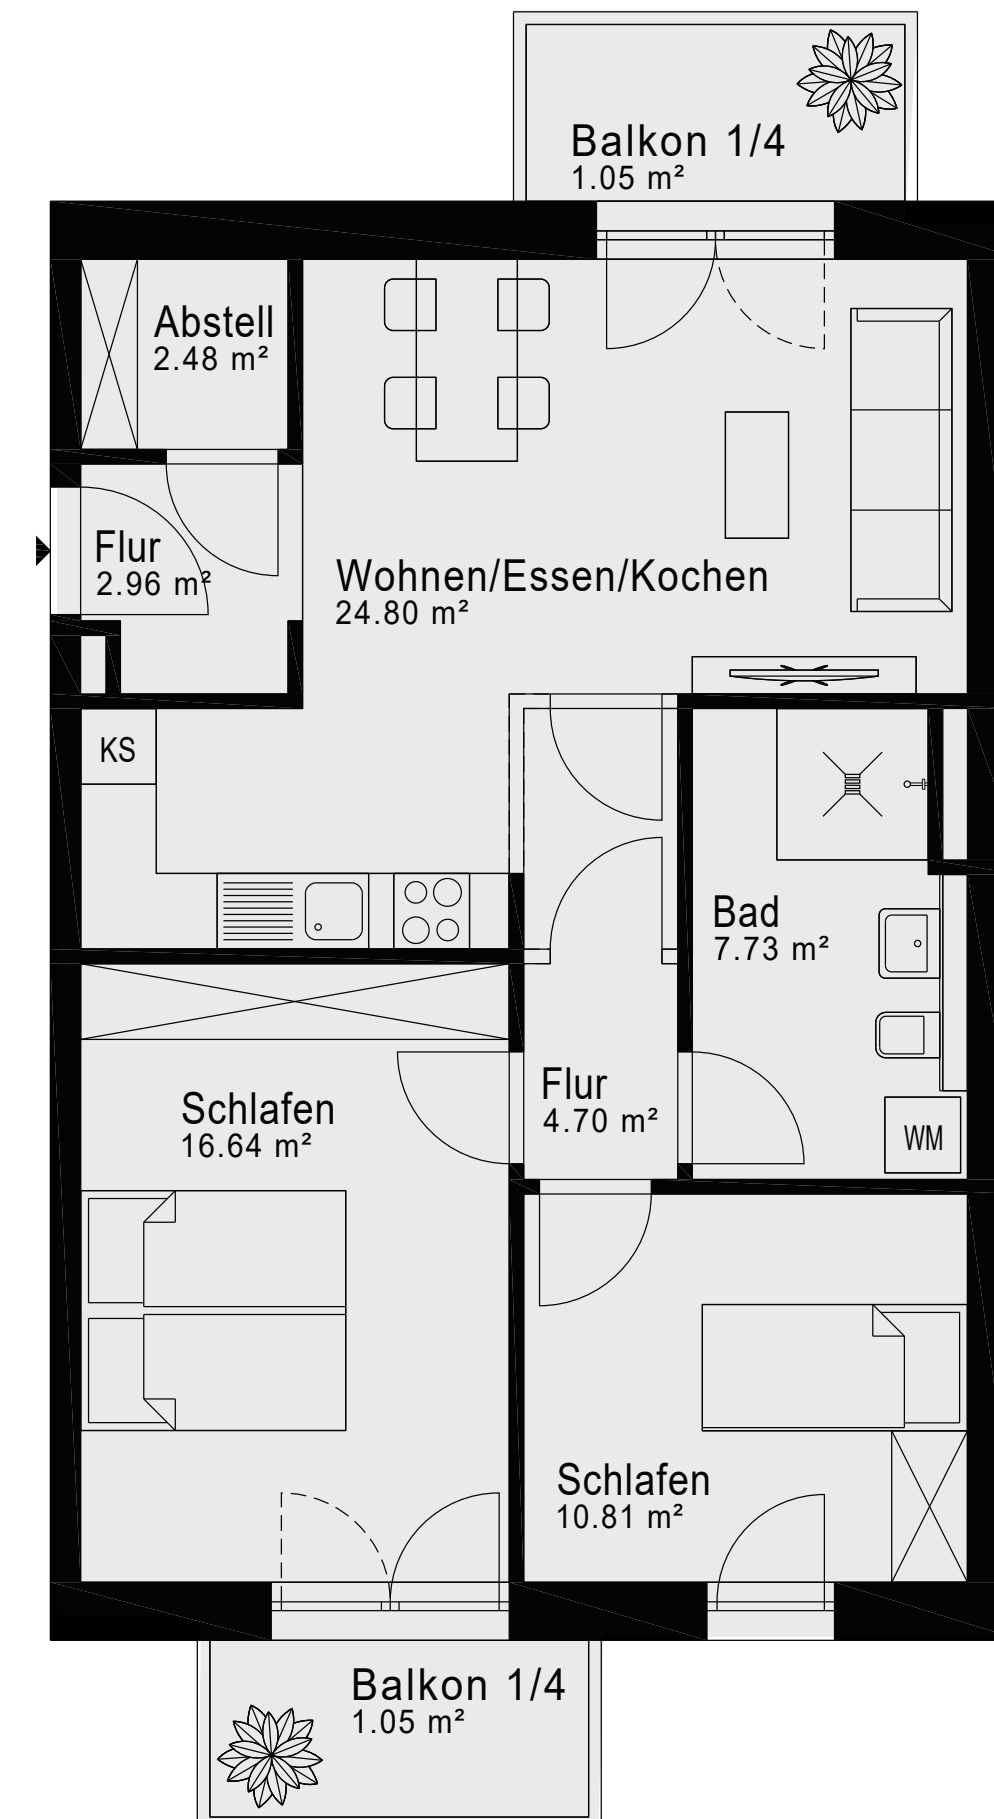 Balkon 1/4
1.05 m²
Abstell
2.48 m²
Flur
2.96 m²
Wohnen/Essen/Kochen
24.80 m²
KS
Bad
7.73 m²
Flur
4.70 m²
Schlafen
16.64 m²
WM
Schlafen
10.81 m²
Balkon 1/4
1.05 m²